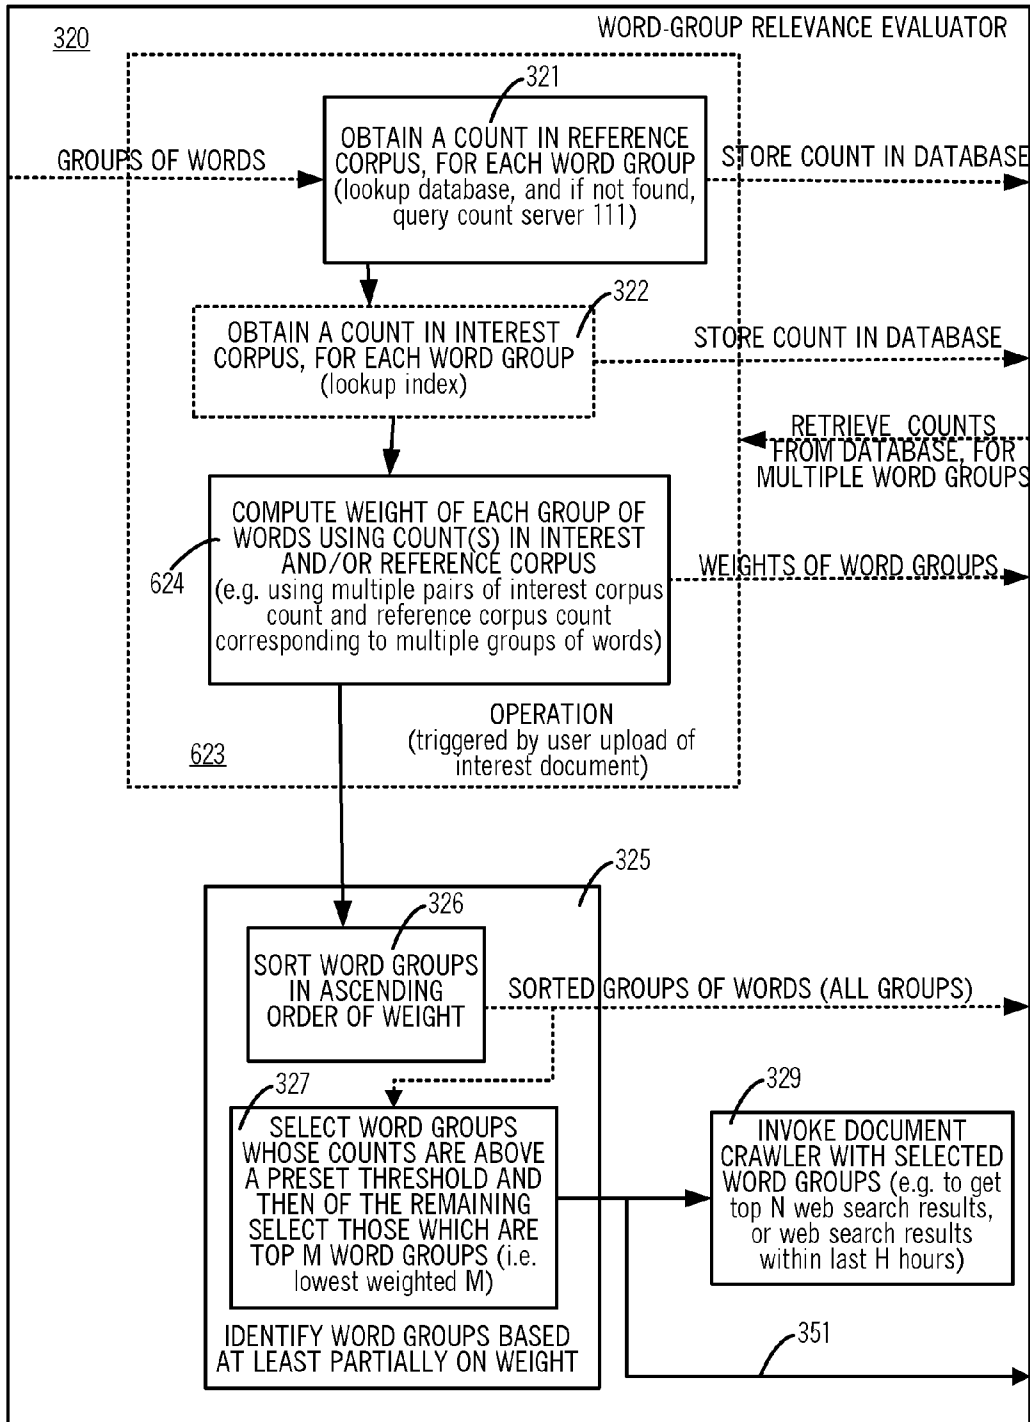 320
WORD-GROUP RELEVANCE EVALUATOR
321
GROUPS OF WORDS
OBTAIN A COUNT IN REFERENCE
CORPUS, FOR EACH WORD GROUP
(lookup database, and if not found,
query count server 111)
STORE COUNT IN DATABASE
322
OBTAIN A COUNT IN INTEREST
CORPUS, FOR EACH WORD GROUP
(lookup index)
STORE COUNT IN DATABASE
RETRIEVE COUNTS
FROM DATABASE, FOR
MULTIPLE WORD GROUPS
624
COMPUTE WEIGHT OF EACH GROUP OF
WORDS USING COUNT(S) IN INTEREST
AND/OR REFERENCE CORPUS
(e.g. using multiple pairs of interest corpus
count and reference corpus count
corresponding to multiple groups of words)
WEIGHTS OF WORD GROUPS
OPERATION
(triggered by user upload of
interest document)
623
325
326
SORT WORD GROUPS
IN ASCENDING
ORDER OF WEIGHT
SORTED GROUPS OF WORDS (ALL GROUPS)
327
SELECT WORD GROUPS
WHOSE COUNTS ARE ABOVE
A PRESET THRESHOLD AND
THEN OF THE REMAINING
SELECT THOSE WHICH ARE
TOP M WORD GROUPS (i.e.
lowest weighted M)
329
INVOKE DOCUMENT
CRAWLER WITH SELECTED
WORD GROUPS (e.g. to get
top N web search results,
or web search results
within last H hours)
IDENTIFY WORD GROUPS BASED
AT LEAST PARTIALLY ON WEIGHT
351